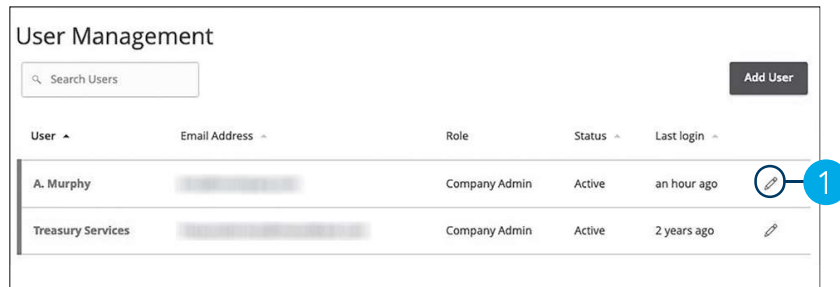 User Management
Search Users
Add User
User Email Address Role Status Last login
A. Murphy Company Admin Active an hour ago
1
Treasury Services Company Admin Active 2 years ago